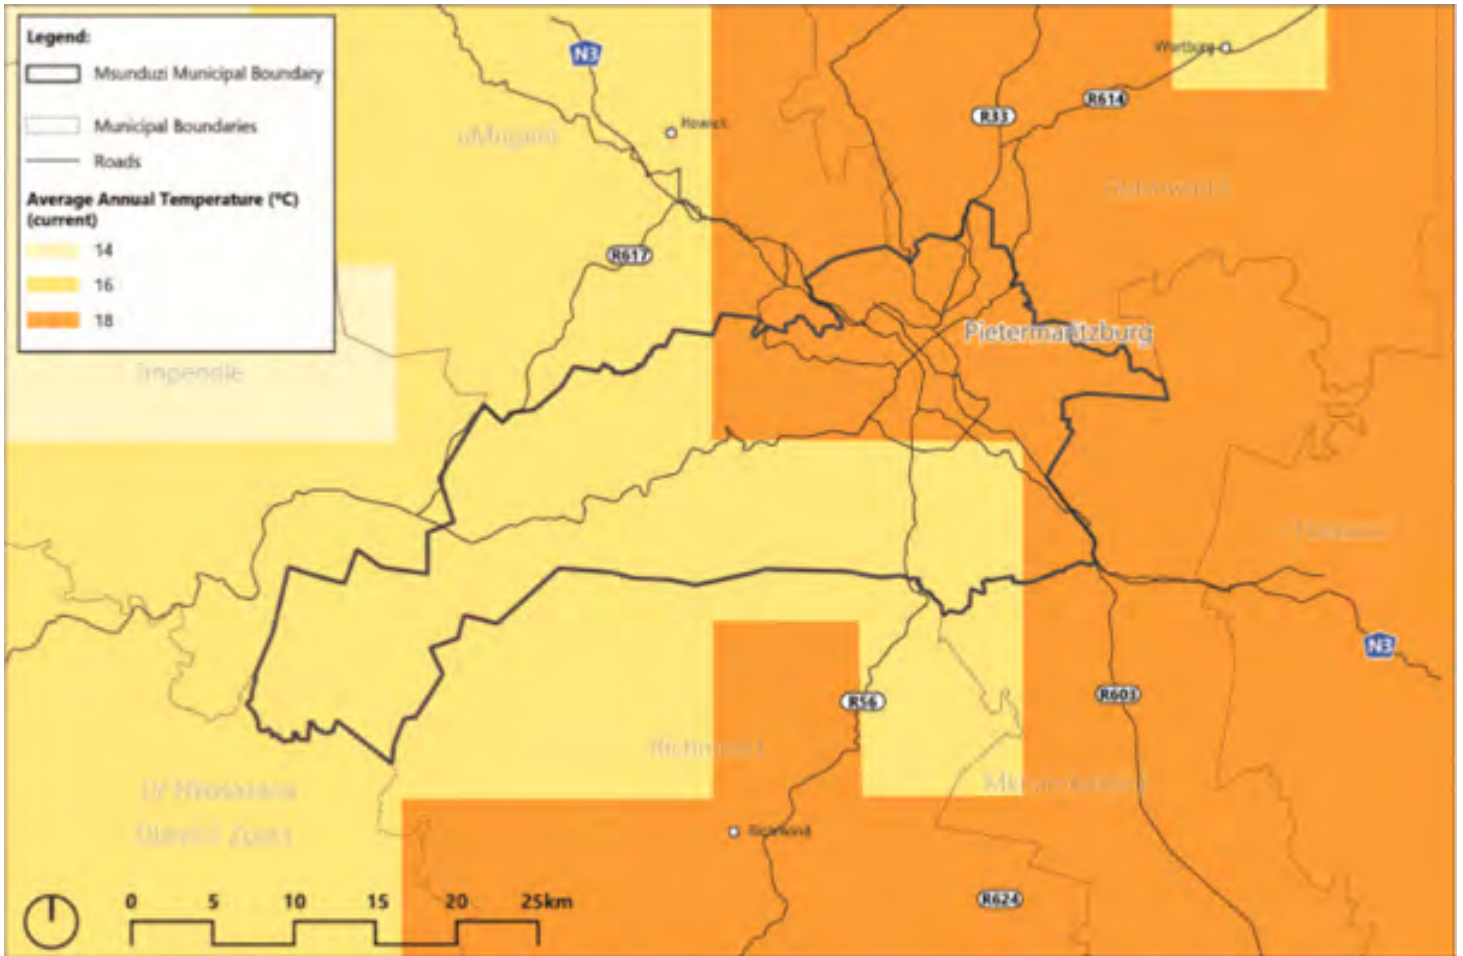 Legend:
Msunduzi Municipal Boundary
Municipal Boundaries
Roads
Average Annual Temperature (°C)
(current)
14
16
18
N3
Howick
uMngeni
R617
R33
R614
Wartburg
Pietermaritzburg
Impendle
N3
R56
R603
Richmond
Richmond
R624
0 5 10 15 20 25km